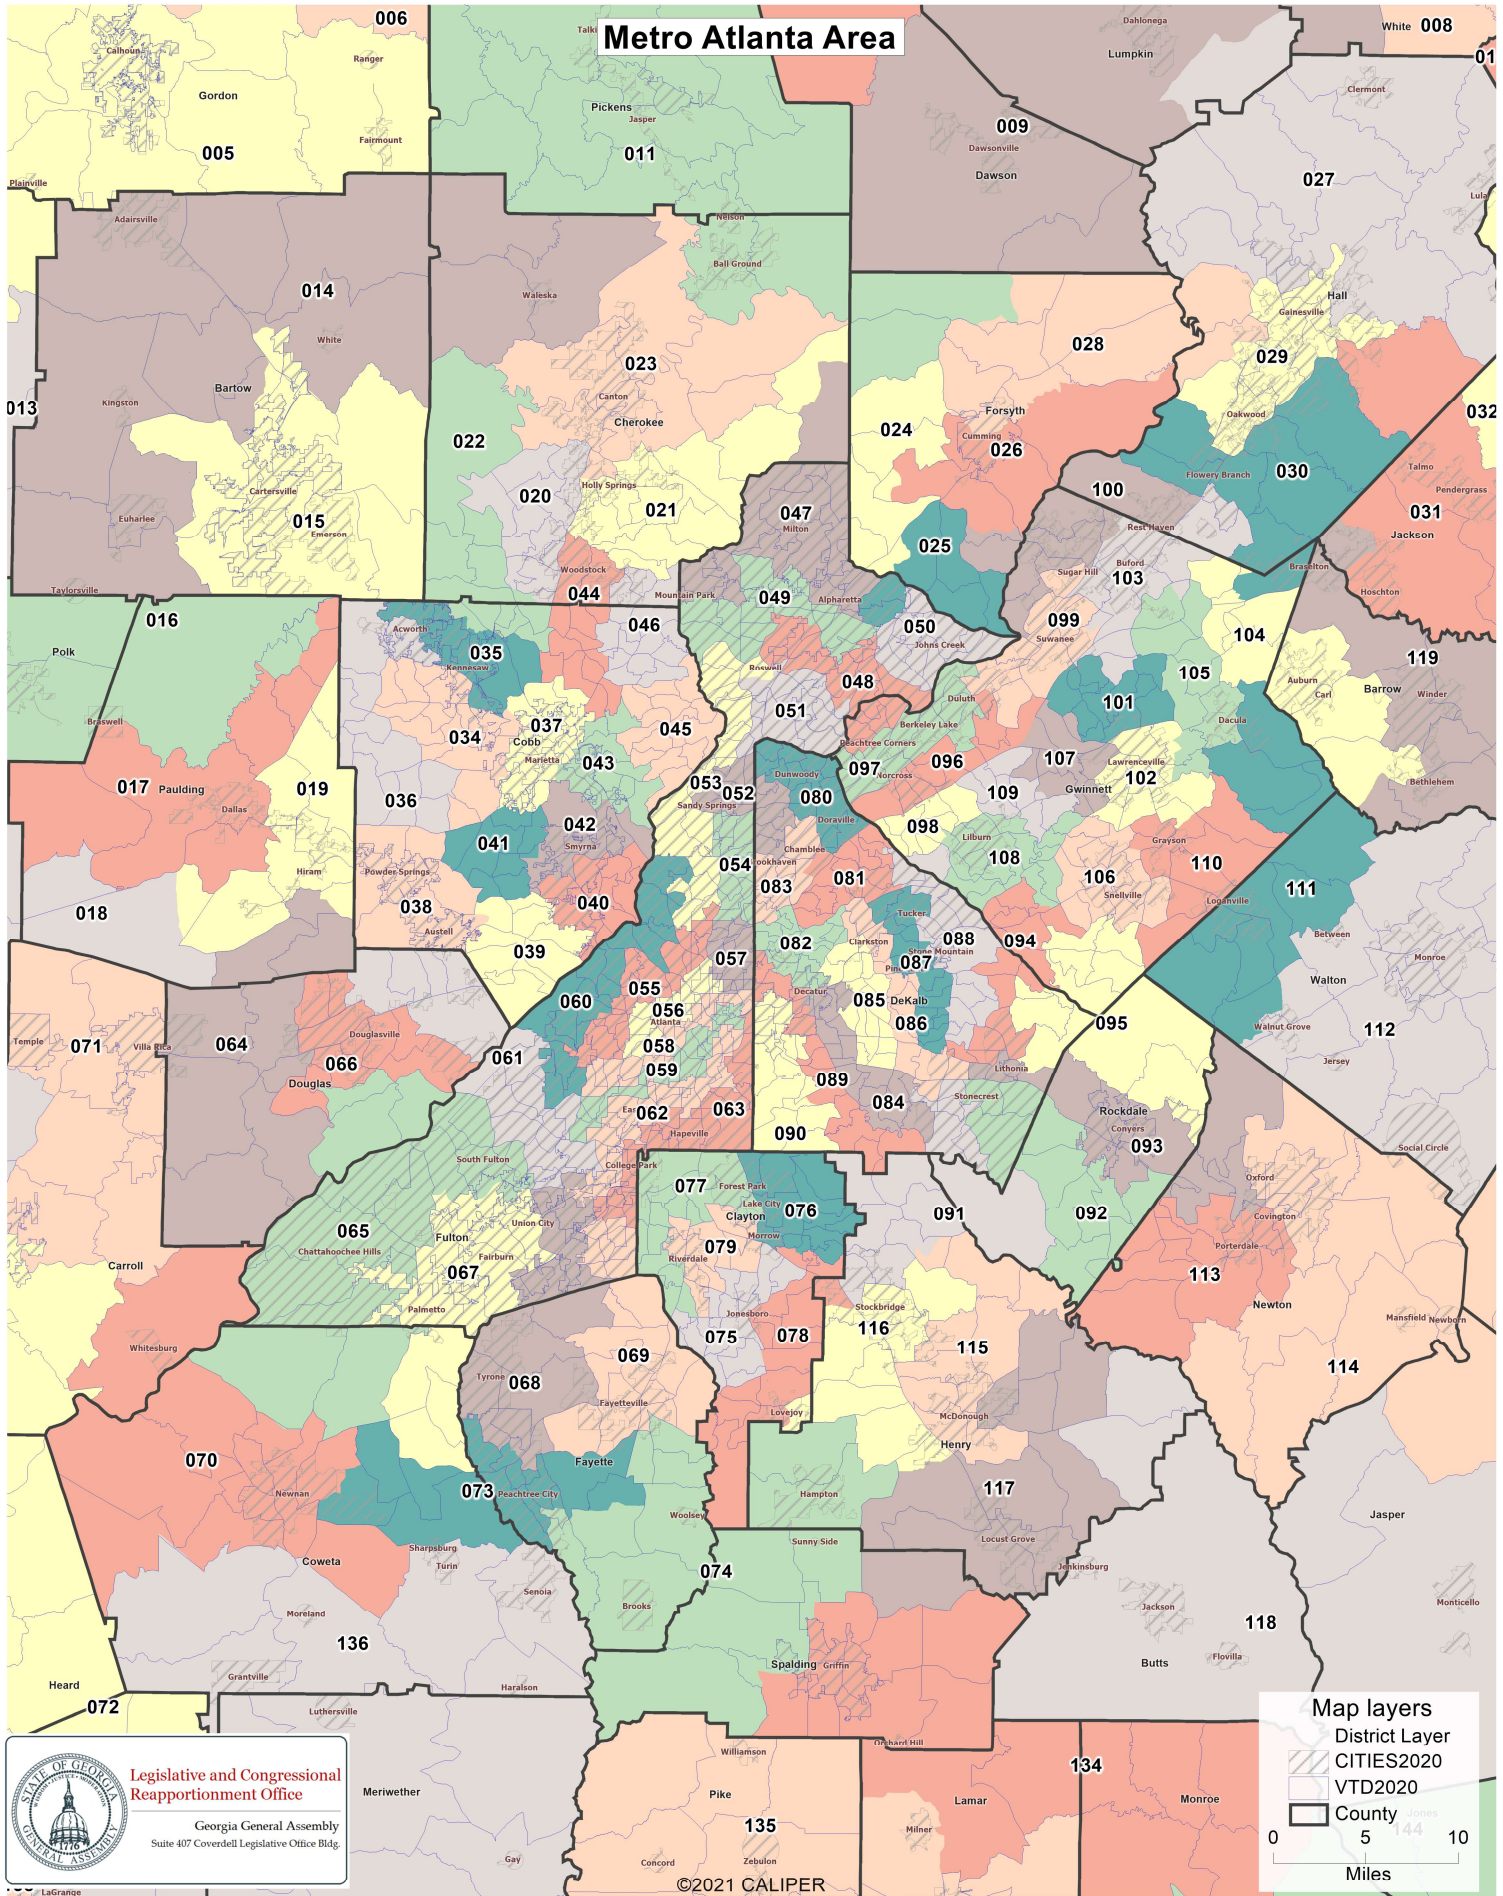 Metro Atlanta Area
006
White 008
01
Calhoun
Ranger
Gordon
Fairmount
005
Plainville
Talki
Pickens
Jasper
011
Nelson
Ball Ground
Dahlonega
Lumpkin
009
Dawsonville
Dawson
Clermont
027
Lula
Adairsville
014
White
Bartow
Kingston
013
Cartersville
Euharlee
015
Emerson
Taylorsville
Waleska
023
Canton
Cherokee
022
020
Holly Springs
021
Woodstock
044
Mountain Park
028
Forsyth
024
Cumming
026
025
Hall
Gainesville
029
Oakwood
Flowery Branch
030
032
Talmo
Pendergrass
031
Jackson
Braselton
Hoschton
100
Rest Haven
Buford
103
Sugar Hill
099
Suwanee
104
105
101
Dacula
119
Auburn
Carl
Barrow
Winder
Bethlehem
047
Milton
049
Alpharetta
050
Johns Creek
Roswell
048
051
016
Polk
Braswell
017
Paulding
Dallas
019
Hiram
018
Acworth
035
Kennesaw
046
034
037
Cobb
Marietta
043
045
036
042
Smyrna
041
Powder Springs
038
040
Austell
039
053
052
Sandy Springs
054
Dunwoody
080
Doraville
Chamblee
ookhaven
083
081
Duluth
Berkeley Lake
Peachtree Corners
097
Norcross
096
107
Lawrenceville
102
Gwinnett
109
098
Lilburn
108
106
Snellville
Grayson
110
Loganville
111
Between
Monroe
Walton
Walnut Grove
112
Jersey
Social Circle
Tucker
088
Stone Mountain
087
094
082
Clarkston
Decatur
085
DeKalb
086
Lithonia
089
084
Stonecrest
090
095
Rockdale
Conyers
093
092
057
055
056
Atlanta
058
059
060
061
062
063
Hapeville
College Park
Temple
071
Villa Rica
064
Douglasville
066
Douglas
South Fulton
065
Fulton
Union City
Chattahoochee Hills
Fairburn
067
Palmetto
Carroll
Whitesburg
077
Forest Park
Lake City
Clayton
Morrow
076
079
Riverdale
Jonesboro
075
078
Lovejoy
091
Stockbridge
116
115
McDonough
Henry
117
Hampton
Locust Grove
Jenkinsburg
Oxford
Covington
Porterdale
113
Newton
Mansfield
Newborn
114
Tyrone
068
069
Fayetteville
Fayette
073
Peachtree City
Woolsey
074
Brooks
070
Newnan
Sharpsburg
Turin
Coweta
Senoia
Moreland
136
Grantville
Haralson
Heard
072
Luthersville
Sunny Side
Spalding
Griffin
Orchard Hill
Jackson
118
Butts
Flovilla
Jasper
Monticello
Meriwether
Gay
LaGrange
Williamson
Pike
135
Concord
Zebulon
Lamar
Milner
134
Monroe
Jones
144
STATE OF GEORGIA
GENERAL ASSEMBLY
1776
Legislative and Congressional
Reapportionment Office
Georgia General Assembly
Suite 407 Coverdell Legislative Office Bldg.
Map layers
District Layer
CITIES2020
VTD2020
County
0 5 10
Miles
©2021 CALIPER